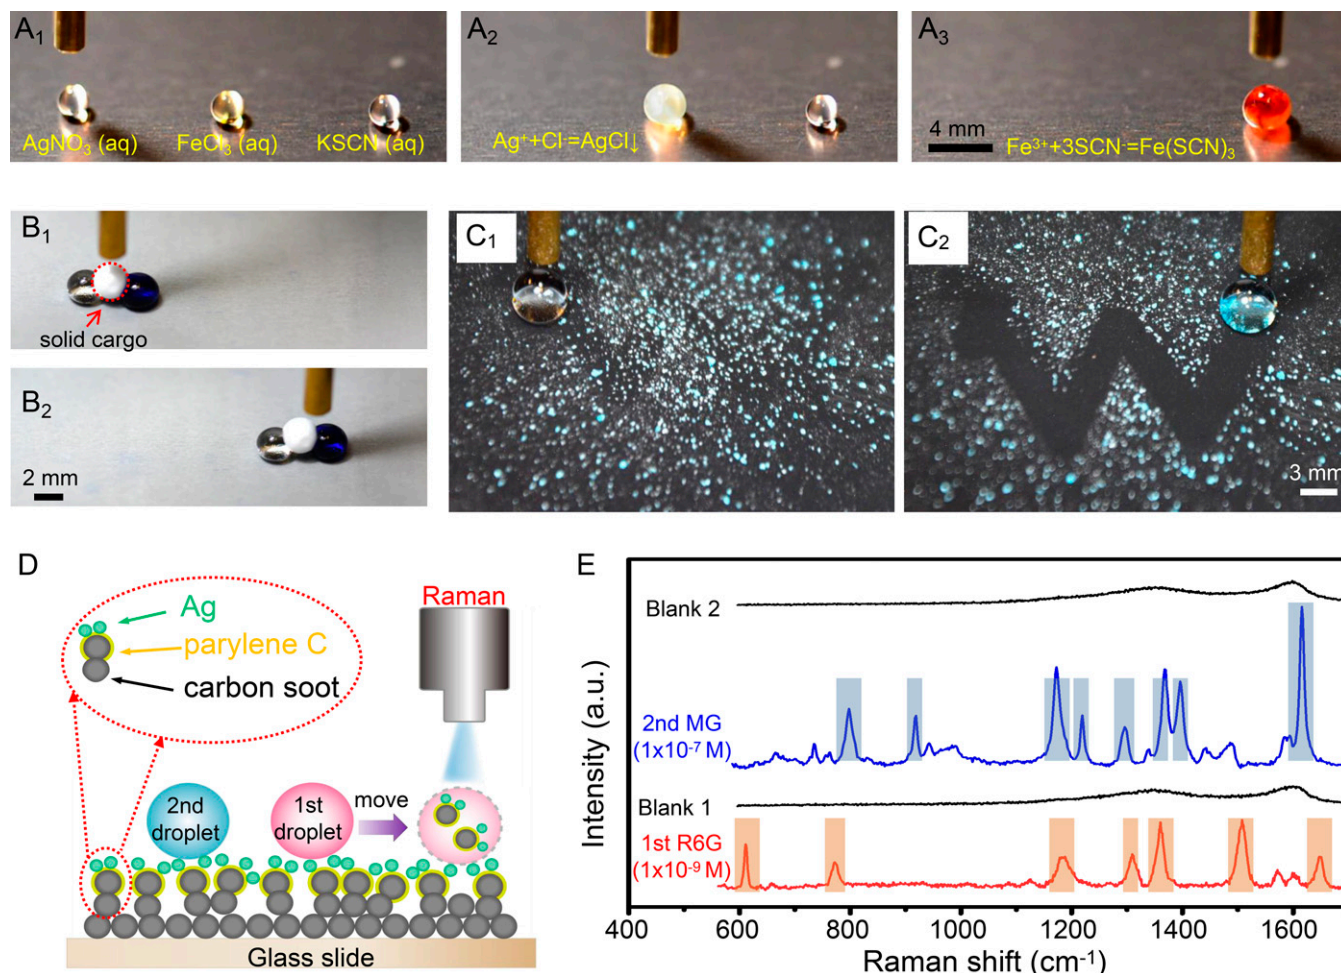 A₁
AgNO₃ (aq)
FeCl₃ (aq)
KSCN (aq)
A₂
Ag⁺+Cl⁻=AgCl↓
A₃
4 mm
Fe³⁺+3SCN⁻=Fe(SCN)₃
B₁
solid cargo
B₂
2 mm
C₁
C₂
3 mm
D
Ag
parylene C
carbon soot
Raman
2nd
droplet
1st
droplet
move
Glass slide
E
Intensity (a.u.)
Blank 2
2nd MG
(1x10⁻⁷ M)
Blank 1
1st R6G
(1x10⁻⁹ M)
400
600
800
1000
1200
1400
1600
Raman shift (cm⁻¹)